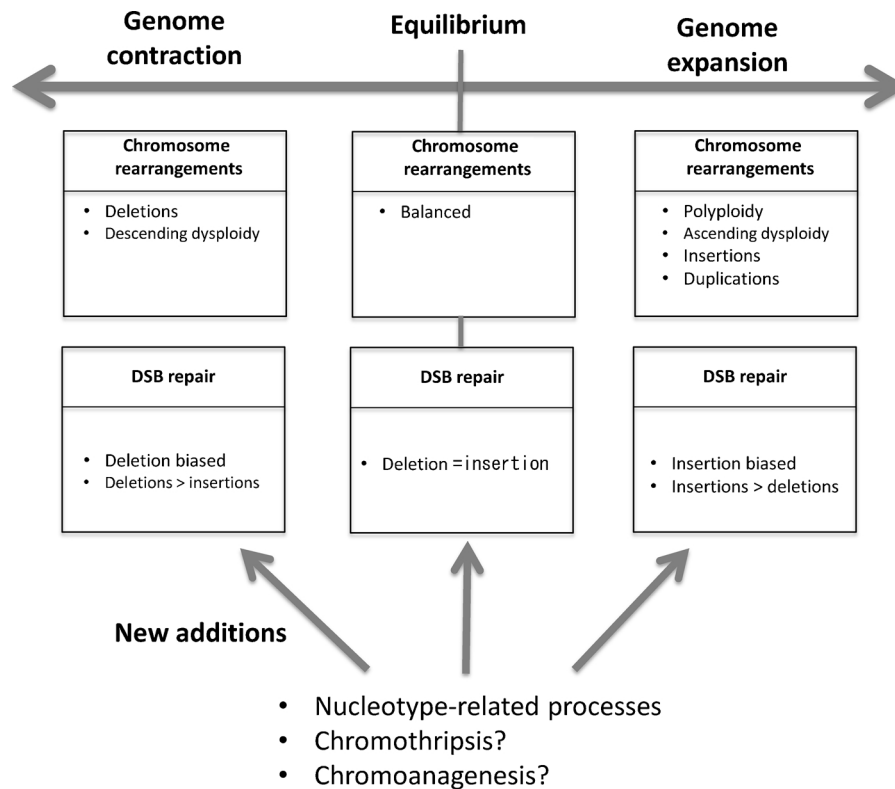 Genome
contraction
Equilibrium
Genome
expansion
Chromosome
rearrangements
• Deletions
• Descending dysploidy
Chromosome
rearrangements
• Balanced
Chromosome
rearrangements
• Polyploidy
• Ascending dysploidy
• Insertions
• Duplications
DSB repair
• Deletion biased
• Deletions > insertions
DSB repair
• Deletion =insertion
DSB repair
• Insertion biased
• Insertions > deletions
New additions
• Nucleotype-related processes
• Chromothripsis?
• Chromoanagenesis?